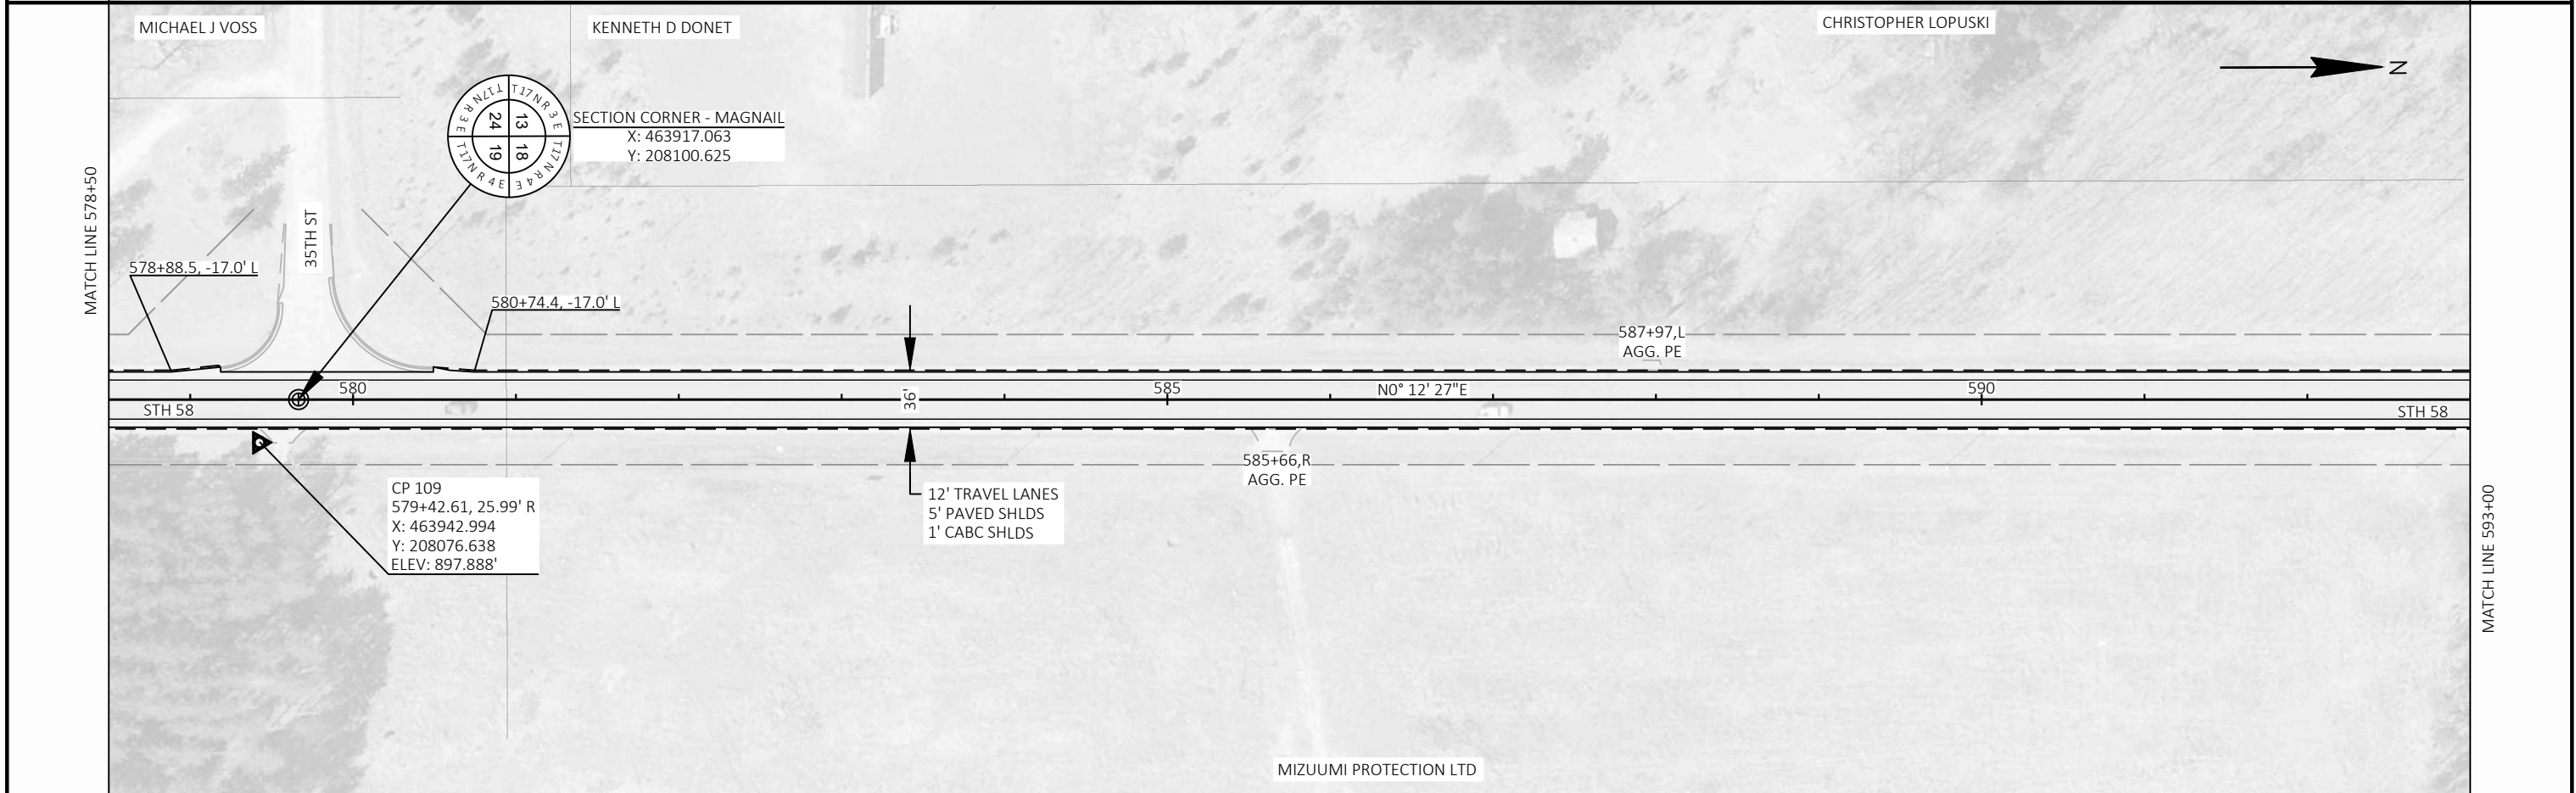 MICHAEL J VOSS
KENNETH D DONET
CHRISTOPHER LOPUSKI
N
T17N R 3 E
T17N R 3 E
T17N R 4 E
T17N R 4 E
24 13
19 18
SECTION CORNER - MAGNAIL
X: 463917.063
Y: 208100.625
MATCH LINE 578+50
35TH ST
578+88.5, -17.0' L
580+74.4, -17.0' L
587+97,L
AGG. PE
580
585
N0° 12' 27"E
590
36'
STH 58
STH 58
585+66,R
AGG. PE
CP 109
579+42.61, 25.99' R
X: 463942.994
Y: 208076.638
ELEV: 897.888'
12' TRAVEL LANES
5' PAVED SHLDS
1' CABC SHLDS
MATCH LINE 593+00
MIZUUMI PROTECTION LTD